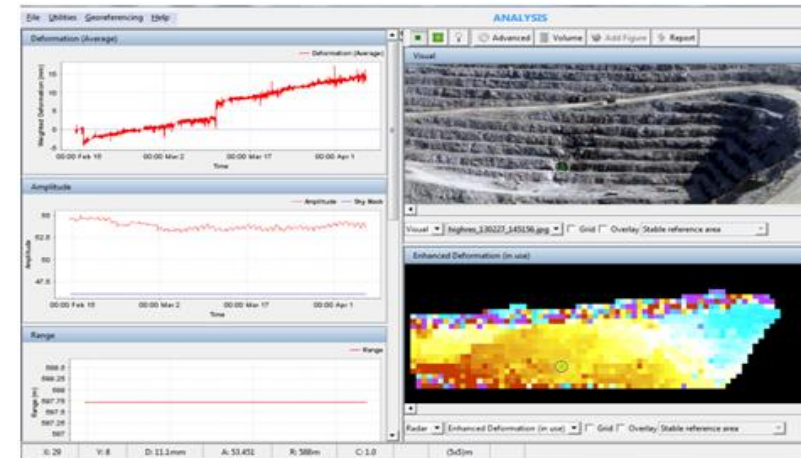 File Utilities Georeferencing Help
ANALYSIS
Advanced Volume Add Figure Report
Deformation (Average)
Deformation (Average)
Weighted Deformation (mm)
15
10
5
0
-5
00:00 Feb 15 00:00 Mar 2 00:00 Mar 17 00:00 Apr 1
Time
Amplitude
Amplitude Sky Mask
Amplitude
55
52.5
50
47.5
00:00 Feb 15 00:00 Mar 2 00:00 Mar 17 00:00 Apr 1
Time
Range
Range
Range (m)
588.5
588.25
588
587.75
587.5
587.25
587
Visual
Visual highres_130227_145156.jpg Grid Overlay Stable reference area
Enhanced Deformation (in use)
Radar Enhanced Deformation (in use) Grid Overlay Stable reference area
X: 29 Y: 8 D: 11.1mm A: 53.451 R: 588m C: 1.0 (5x5)m